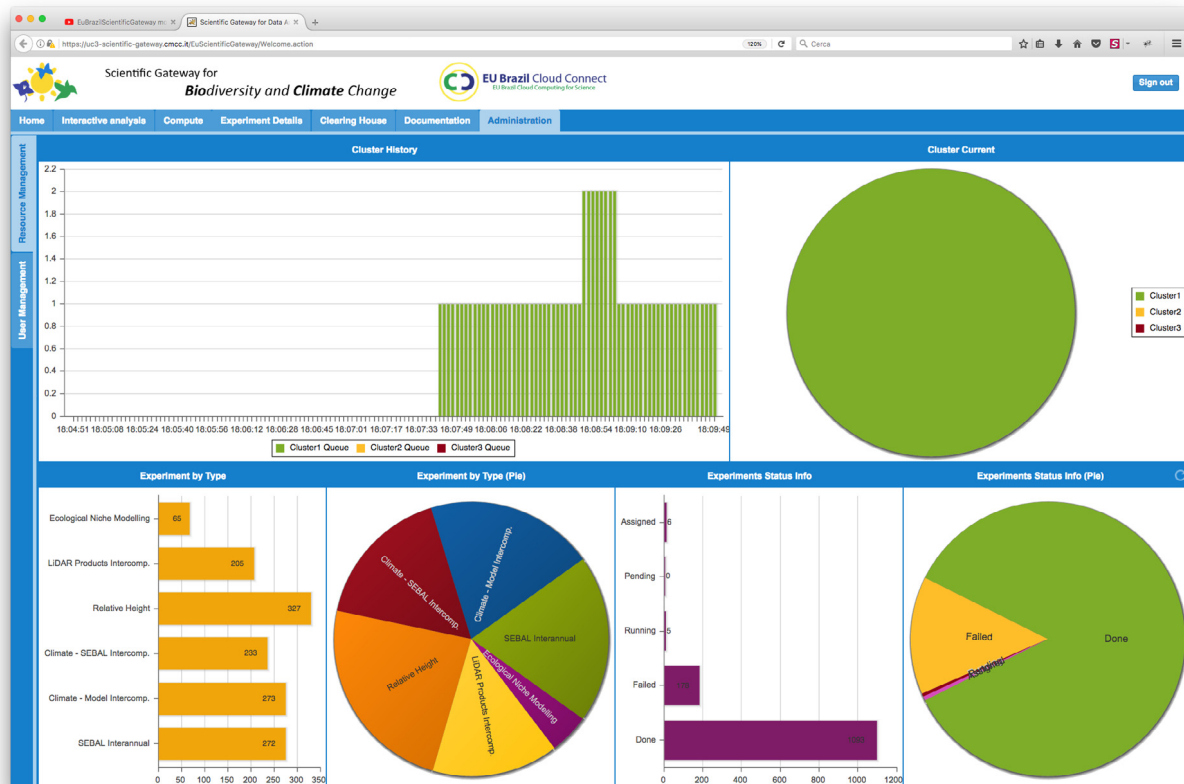 EuBrazilScientificGateway mo
Scientific Gateway for Data A
https://uc3-scientific-gateway.cmcc.it/EuScientificGateway/Welcome.action
120%
Cerca
Scientific Gateway for
Biodiversity and Climate Change
EU Brazil Cloud Connect
EU Brazil Cloud Computing for Science
Sign out
Home Interactive analysis Compute Experiment Details Clearing House Documentation Administration
Resource Management
User Management
Cluster History
2.2
2
1.8
1.6
1.4
1.2
1
0.8
0.6
0.4
0.2
0
18:04:51 18:05:08 18:05:24 18:05:40 18:05:56 18:06:12 18:06:28 18:06:45 18:07:01 18:07:17 18:07:33 18:07:49 18:08:06 18:08:22 18:08:38 18:08:54 18:09:10 18:09:26 18:09:49
Cluster1 Queue Cluster2 Queue Cluster3 Queue
Cluster Current
Cluster1
Cluster2
Cluster3
Experiment by Type
Ecological Niche Modelling 65
LiDAR Products Intercomp. 205
Relative Height 327
Climate - SEBAL Intercomp. 233
Climate - Model Intercomp. 273
SEBAL Interannual 272
0 50 100 150 200 250 300 350
Experiment by Type (Pie)
Climate - Model Intercomp.
Climate - SEBAL Intercomp.
SEBAL Interannual
Relative Height
Ecological Niche Modelling
LiDAR Products Intercomp
Experiments Status Info
Assigned 6
Pending 0
Running 5
Failed
Done
0 200 400 600 800 1000 1200
Experiments Status Info (Pie)
Failed
Done